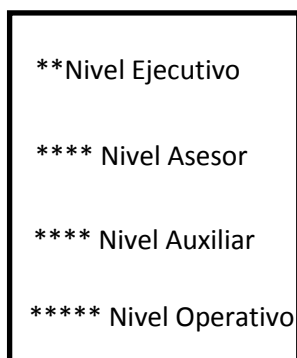 **Nivel Ejecutivo
**** Nivel Asesor
**** Nivel Auxiliar
***** Nivel Operativo